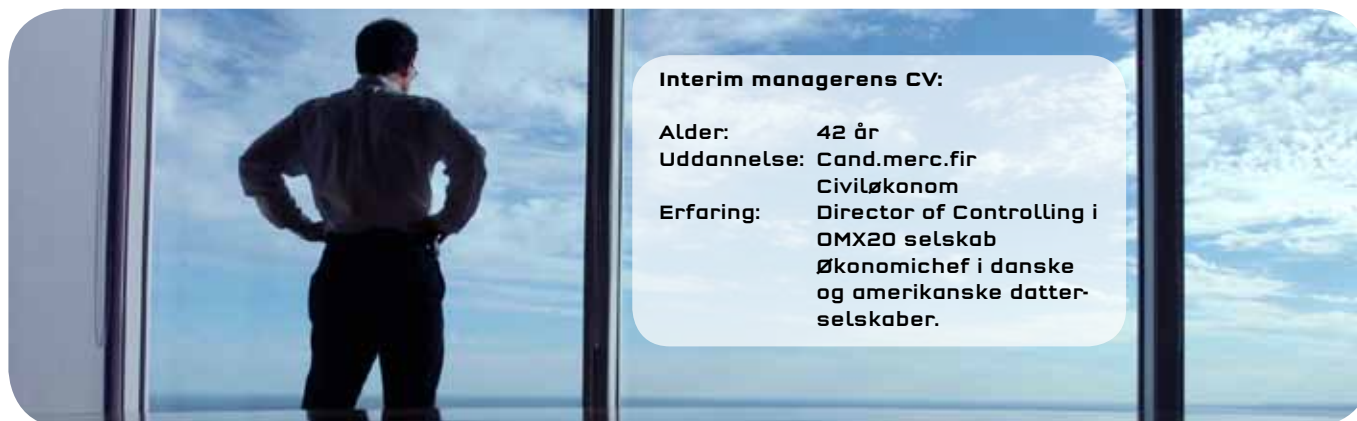 Interim managerens CV:
Alder: 42 år
Uddannelse: Cand.merc.fir
Civiløkonom
Erfaring: Director of Controlling i
OMX20 selskab
Økonomichef i danske
og amerikanske datter-
selskaber.